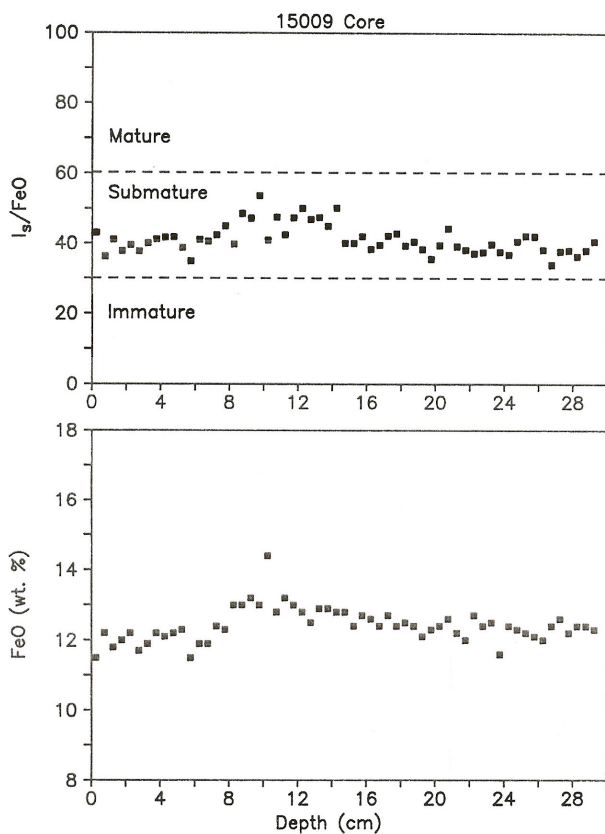 15009 Core
100
80
60
40
20
0
I_s/FeO
Mature
Submature
Immature
0 4 8 12 16 20 24 28
18
16
14
12
10
8
FeO (wt. %)
0 4 8 12 16 20 24 28
Depth (cm)